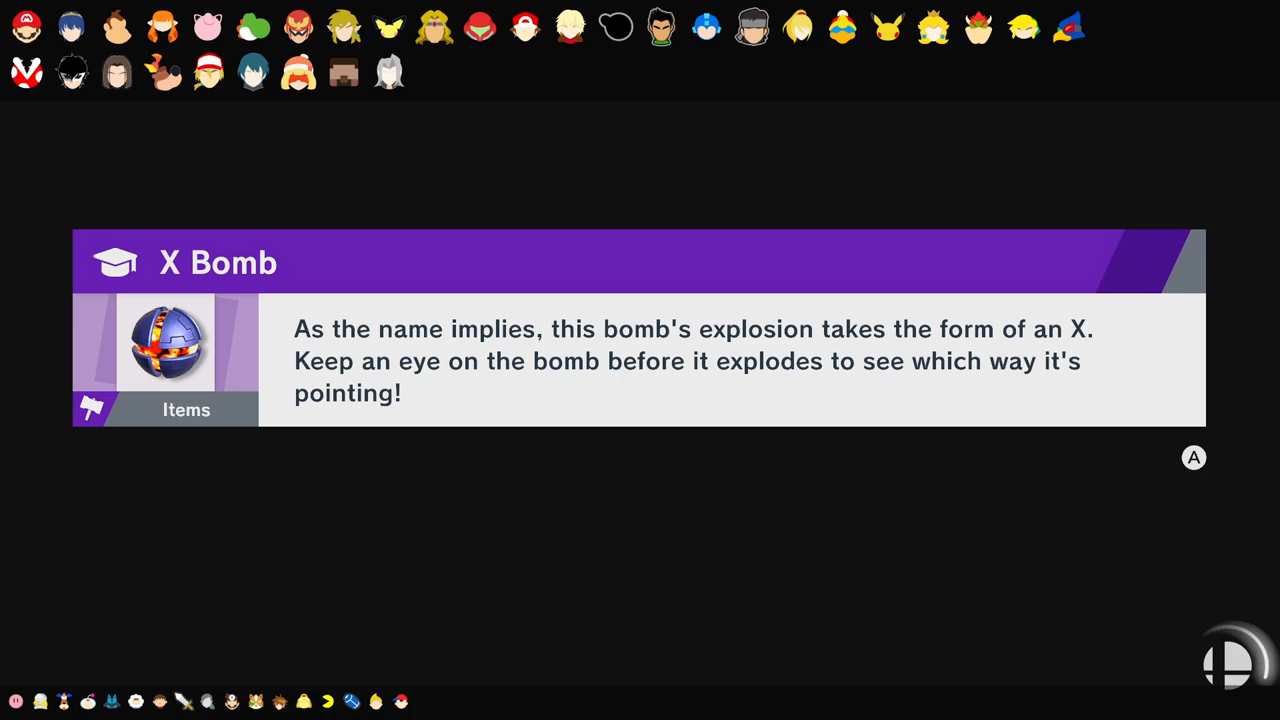 X Bomb
As the name implies, this bomb's explosion takes the form of an X.
Keep an eye on the bomb before it explodes to see which way it's
pointing!
Items
A